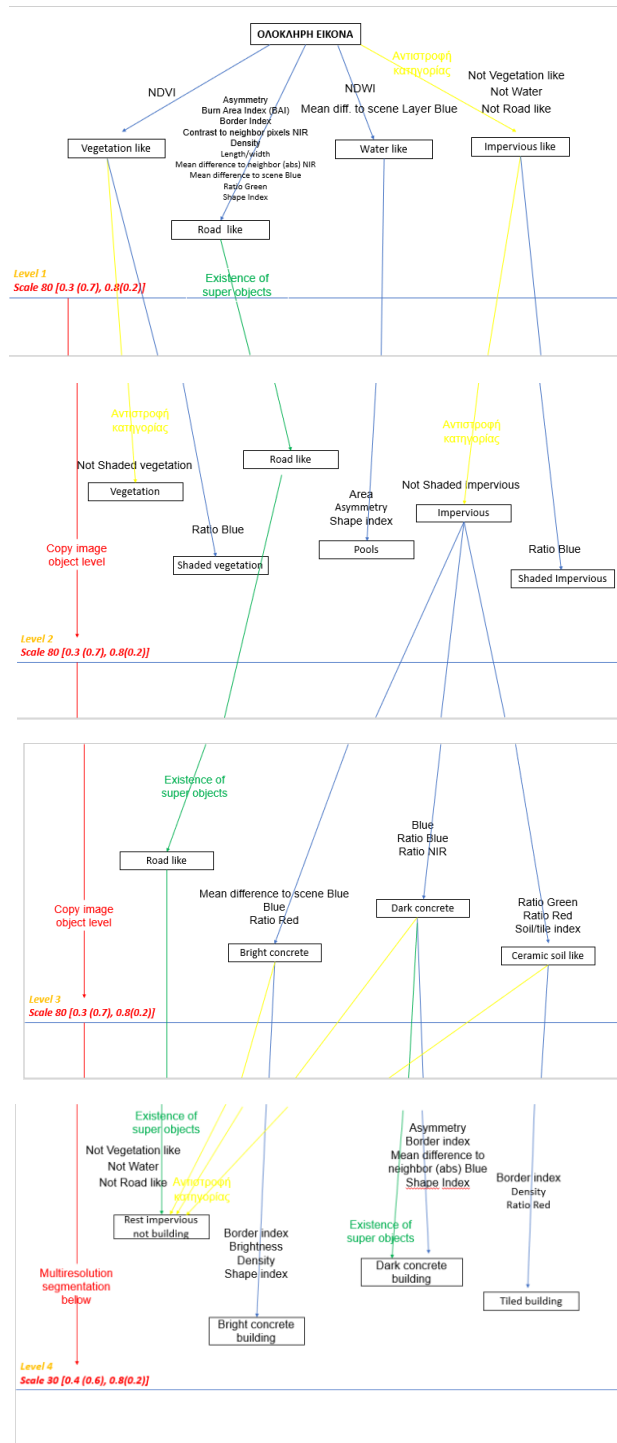 ΟΛΟΚΛΗΡΗ ΕΙΚΟΝΑ
Αντιστροφή
κατηγορίας
Not Vegetation like
Not Water
Not Road like
NDVI
Asymmetry
Burn Area Index (BAI)
Border Index
Contrast to neighbor pixels NIR
Density
Length/width
Mean difference to neighbor (abs) NIR
Mean difference to scene Blue
Ratio Green
Shape Index
NDWI
Mean diff. to scene Layer Blue
Vegetation like
Water like
Impervious like
Road like
Existence of
super objects
Level 1
Scale 80 [0.3 (0.7), 0.8(0.2)]
Αντιστροφή
κατηγορίας
Not Shaded vegetation
Vegetation
Ratio Blue
Shaded vegetation
Road like
Area
Asymmetry
Shape index
Pools
Αντιστροφή
κατηγορίας
Not Shaded Impervious
Impervious
Ratio Blue
Shaded Impervious
Copy image
object level
Level 2
Scale 80 [0.3 (0.7), 0.8(0.2)]
Existence of
super objects
Road like
Mean difference to scene Blue
Blue
Ratio Red
Bright concrete
Blue
Ratio Blue
Ratio NIR
Dark concrete
Ratio Green
Ratio Red
Soil/tile index
Ceramic soil like
Copy image
object level
Level 3
Scale 80 [0.3 (0.7), 0.8(0.2)]
Existence of
super objects
Not Vegetation like
Not Water
Not Road like
Αντιστροφή
κατηγορίας
Rest impervious
not building
Border index
Brightness
Density
Shape index
Bright concrete
building
Asymmetry
Border index
Mean difference to
neighbor (abs) Blue
Shape Index
Existence of
super objects
Dark concrete
building
Border index
Density
Ratio Red
Tiled building
Multiresolution
segmentation
below
Level 4
Scale 30 [0.4 (0.6), 0.8(0.2)]